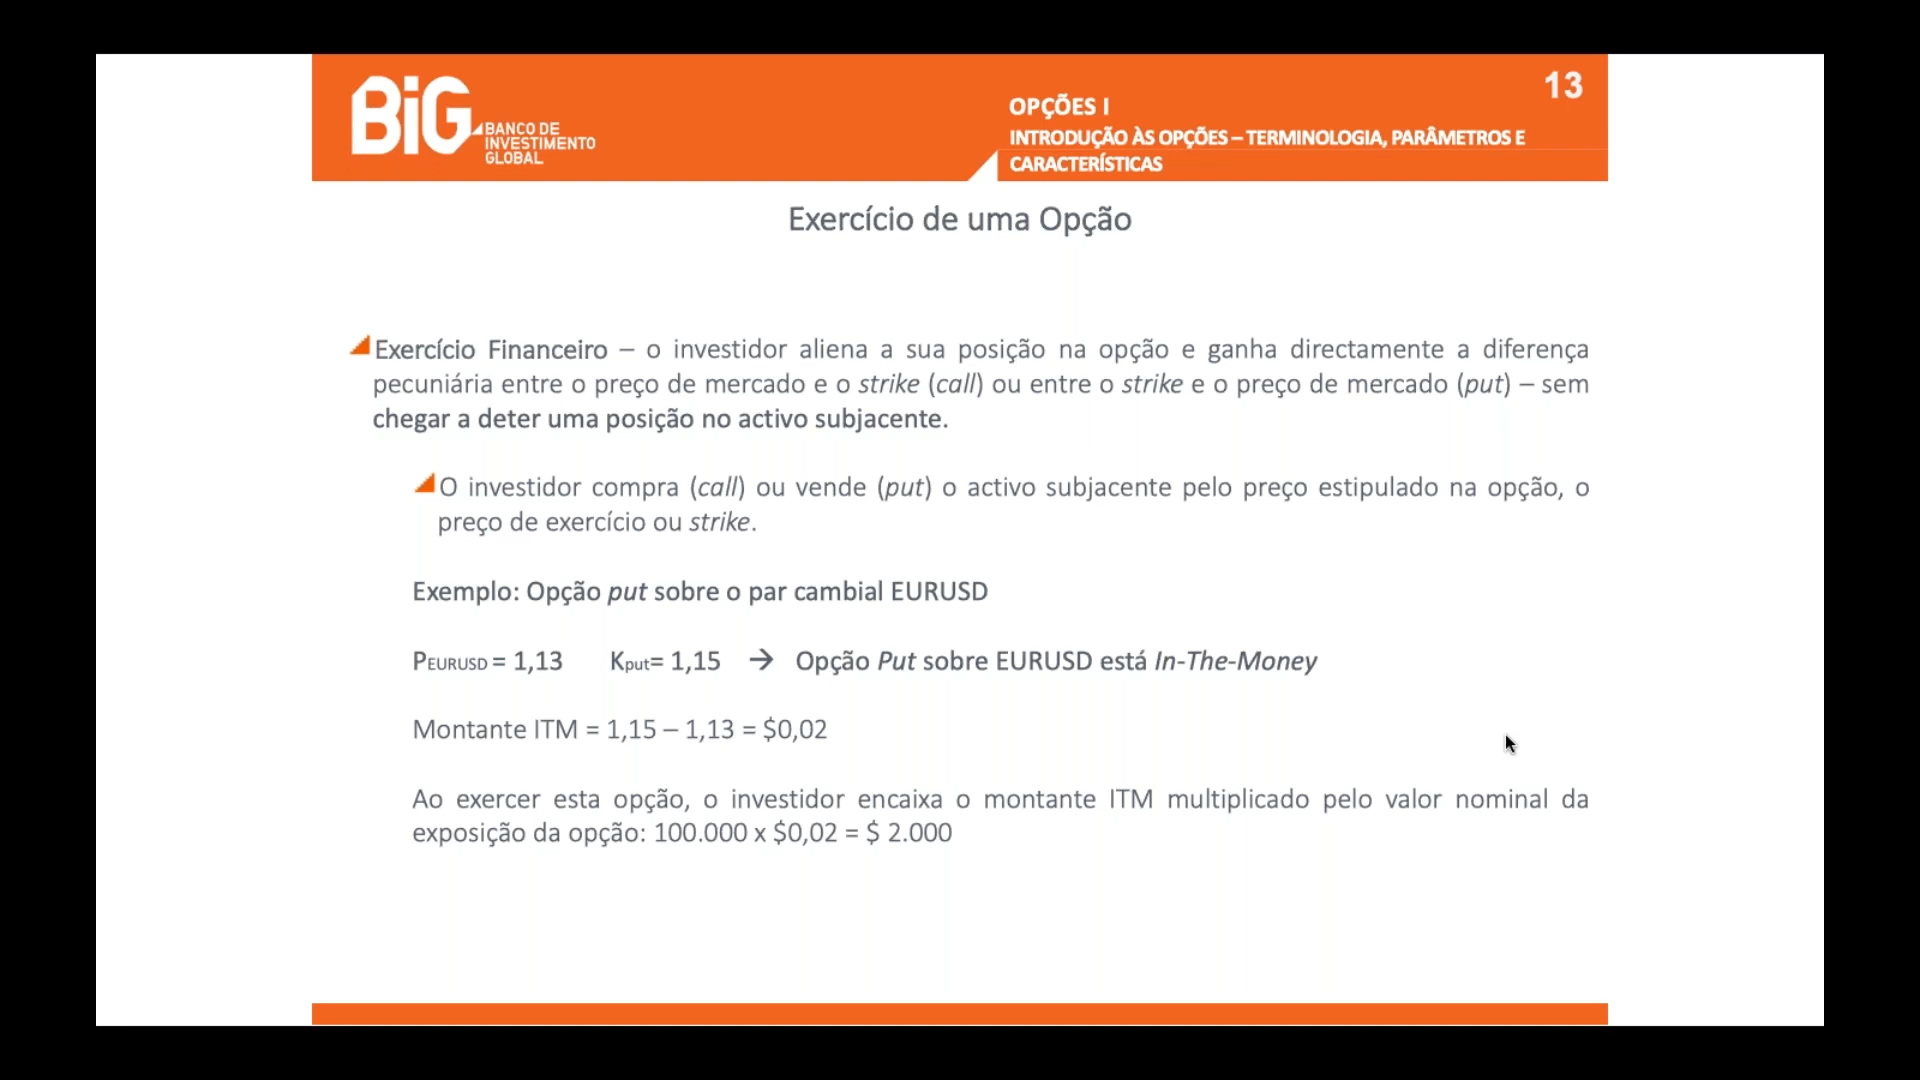 BiG
BANCO DE
INVESTIMENTO
GLOBAL
13
OPÇÕES I
INTRODUÇÃO ÀS OPÇÕES – TERMINOLOGIA, PARÂMETROS E
CARACTERÍSTICAS
Exercício de uma Opção
Exercício Financeiro – o investidor aliena a sua posição na opção e ganha directamente a diferença
pecuniária entre o preço de mercado e o strike (call) ou entre o strike e o preço de mercado (put) – sem
chegar a deter uma posição no activo subjacente.
O investidor compra (call) ou vende (put) o activo subjacente pelo preço estipulado na opção, o
preço de exercício ou strike.
Exemplo: Opção put sobre o par cambial EURUSD
PEURUSD = 1,13 Kput= 1,15 → Opção Put sobre EURUSD está In-The-Money
Montante ITM = 1,15 – 1,13 = $0,02
Ao exercer esta opção, o investidor encaixa o montante ITM multiplicado pelo valor nominal da
exposição da opção: 100.000 x $0,02 = $ 2.000